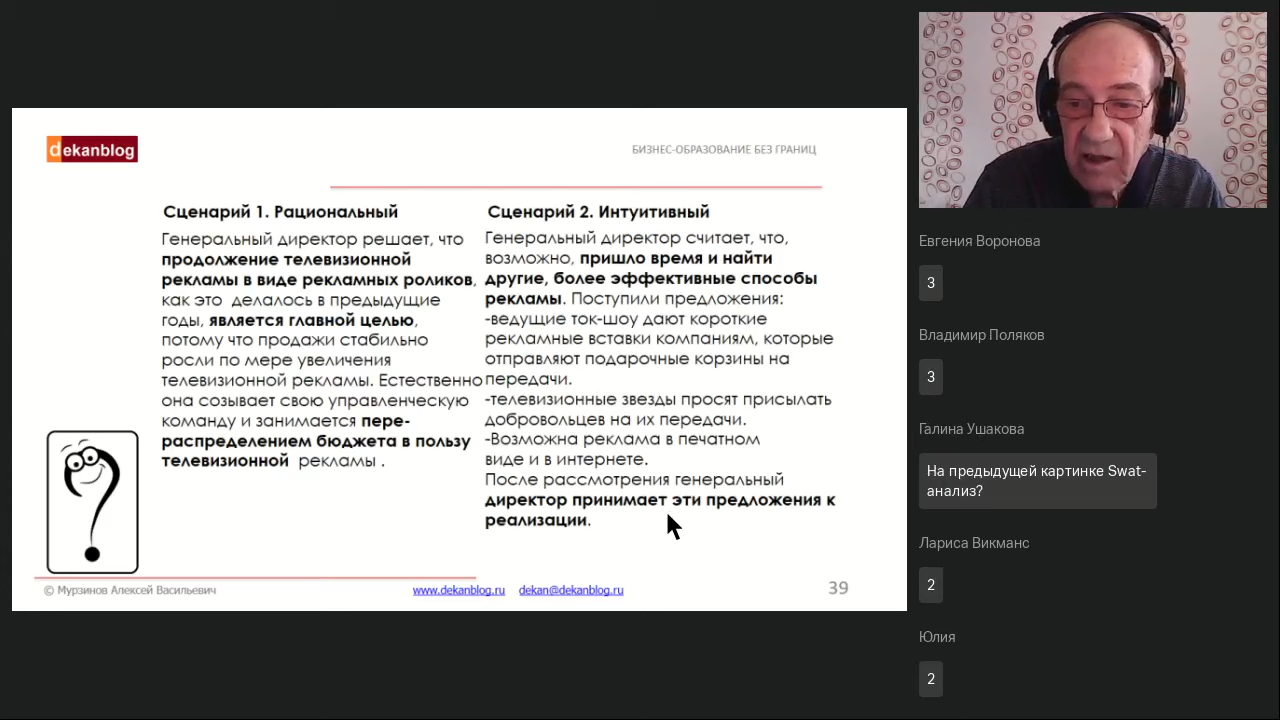 dekanblog
БИЗНЕС-ОБРАЗОВАНИЕ БЕЗ ГРАНИЦ
Сценарий 1. Рациональный
Генеральный директор решает, что
продолжение телевизионной
рекламы в виде рекламных роликов,
как это делалось в предыдущие
годы, является главной целью,
потому что продажи стабильно
росли по мере увеличения
телевизионной рекламы. Естественно
она созывает свою управленческую
команду и занимается пере-
распределением бюджета в пользу
телевизионной рекламы .
Сценарий 2. Интуитивный
Генеральный директор считает, что,
возможно, пришло время и найти
другие, более эффективные способы
рекламы. Поступили предложения:
-ведущие ток-шоу дают короткие
рекламные вставки компаниям, которые
отправляют подарочные корзины на
передачи.
-телевизионные звезды просят присылать
добровольцев на их передачи.
-Возможна реклама в печатном
виде и в интернете.
После рассмотрения генеральный
директор принимает эти предложения к
реализации.
© Мурзинов Алексей Васильевич
www.dekanblog.ru dekan@dekanblog.ru
39
Евгения Воронова
3
Владимир Поляков
3
Галина Ушакова
На предыдущей картинке Swat-
анализ?
Лариса Викманс
2
Юлия
2